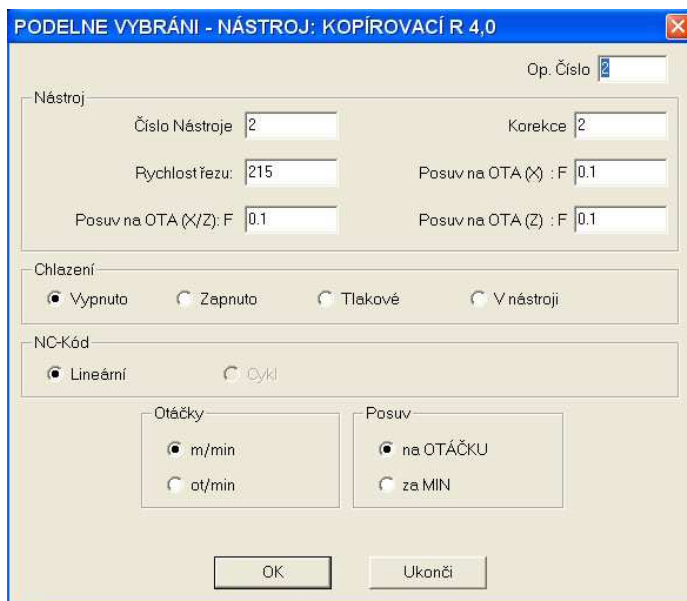 PODELNE VYBRÁNI - NÁSTROJ: KOPÍROVACÍ R 4,0
Op. Číslo 2
Nástroj
Číslo Nástroje 2 Korekce 2
Rychlost řezu: 215 Posuv na OTA (X) : F 0.1
Posuv na OTA (X/Z): F 0.1 Posuv na OTA (Z) : F 0.1
Chlazení
Vypnuto Zapnuto Tlakové V nástroji
NC-Kód
Lineární Cykl
Otáčky Posuv
m/min na OTÁČKU
ot/min za MIN
OK Ukonči